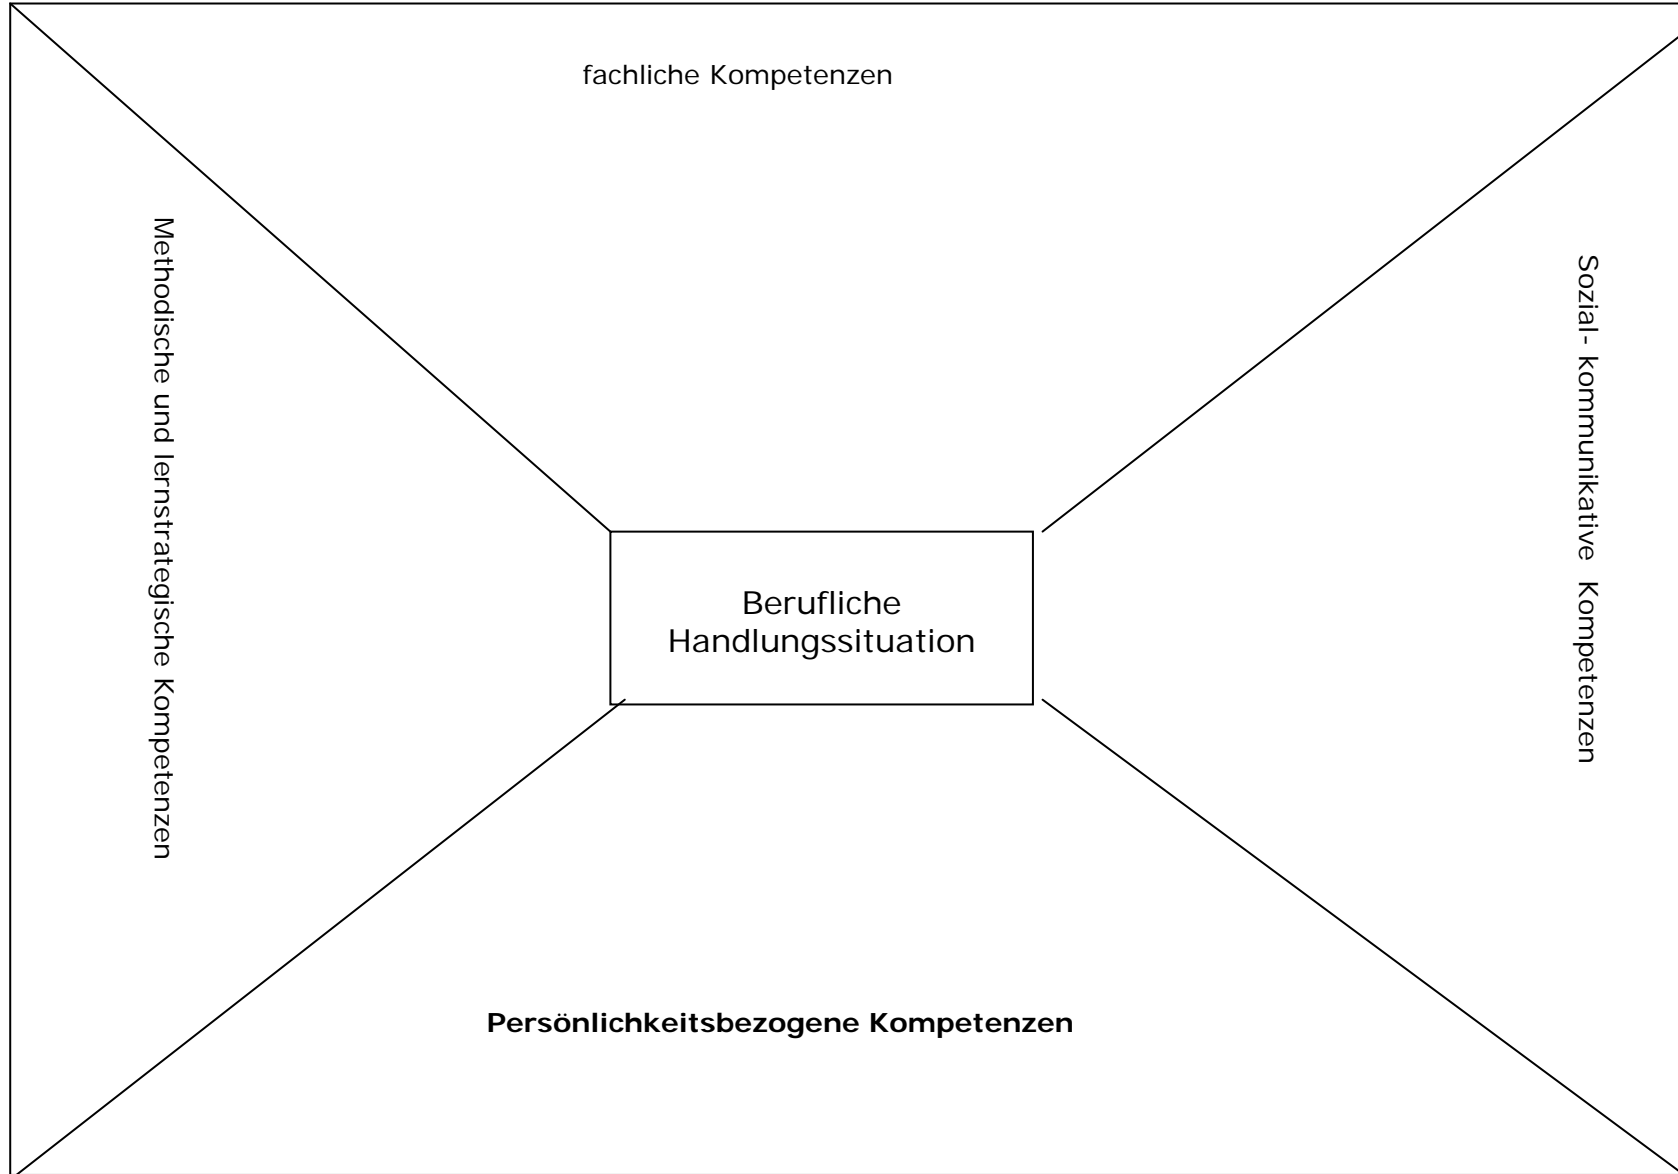 fachliche Kompetenzen
Methodische und lernstrategische Kompetenzen
Sozial- kommunikative Kompetenzen
Berufliche
Handlungssituation
Persönlichkeitsbezogene Kompetenzen